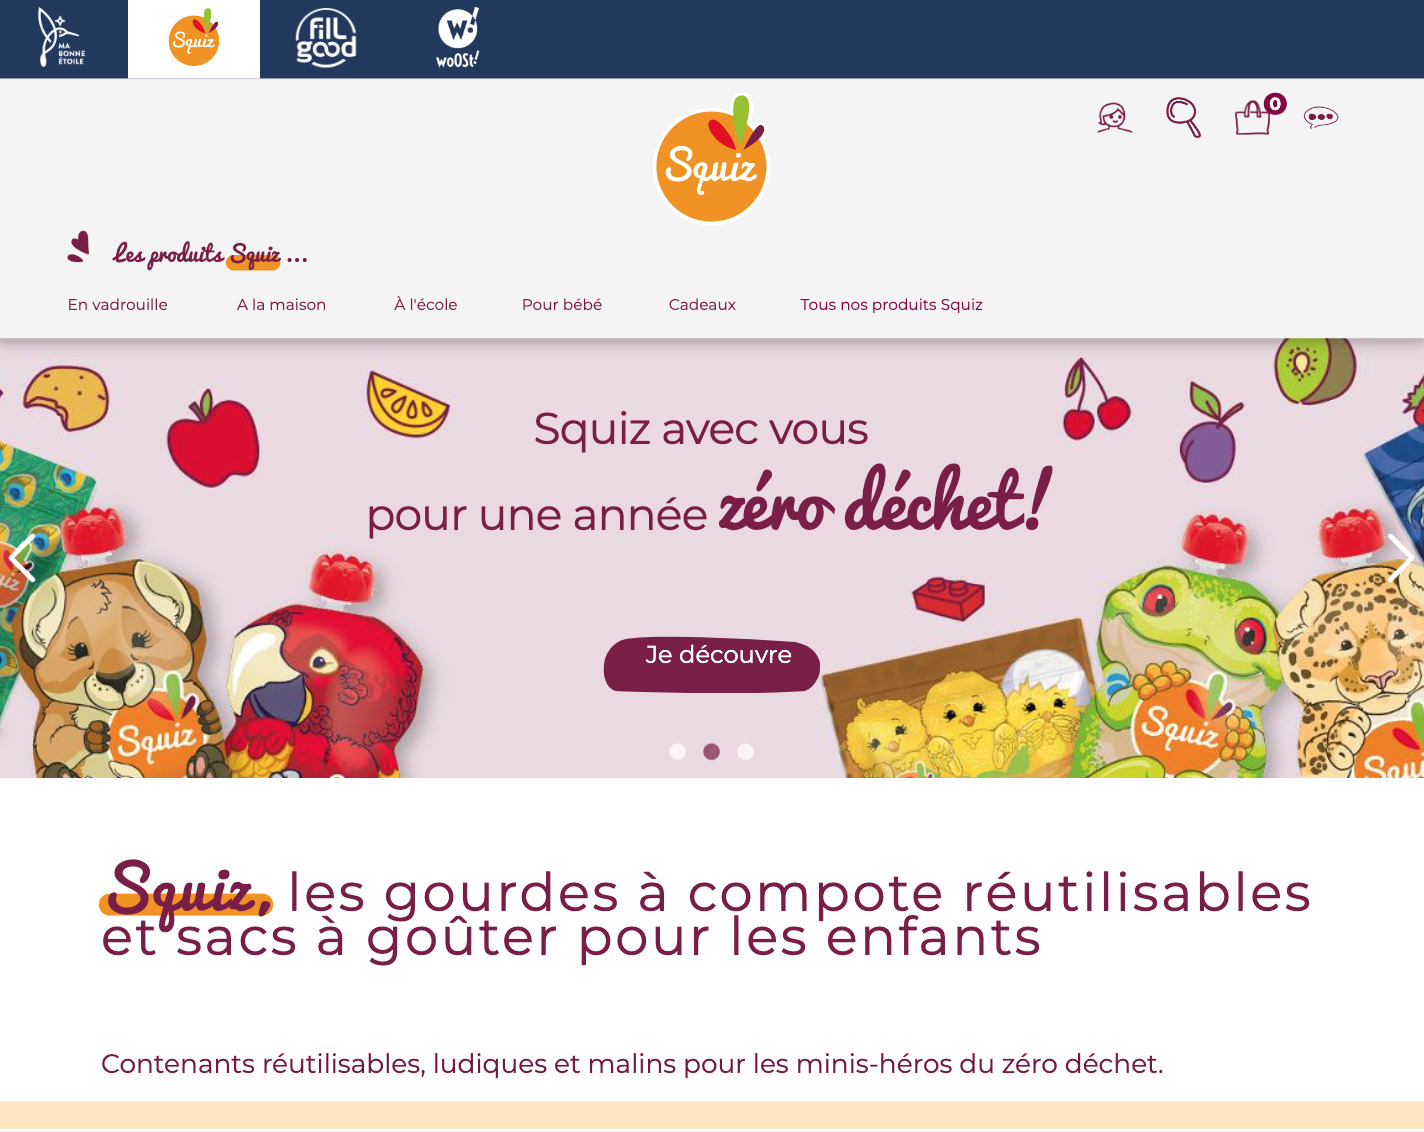 MA
BONNE
ÉTOILE
Squiz
fiLL
good
W!
WOOSt!
0
Squiz
Les produits Squiz ...
En vadrouille
A la maison
À l'école
Pour bébé
Cadeaux
Tous nos produits Squiz
Squiz avec vous
pour une année zéro déchet!
Je découvre
Squiz
Squiz
Squiz, les gourdes à compote réutilisables
et sacs à goûter pour les enfants
Contenants réutilisables, ludiques et malins pour les minis-héros du zéro déchet.